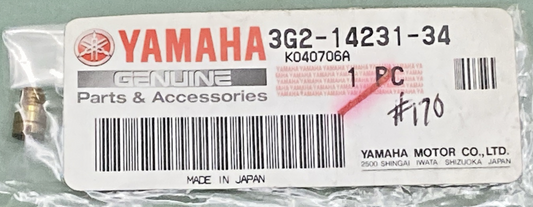 YAMAHA 3G2-14231-34
K040706A
GENUINE
1 PC
Parts & Accessories
#170
YAMAHA MOTOR CO.,LTD.
2500 SHINGAI IWATA SHIZUOKA JAPAN
MADE IN JAPAN